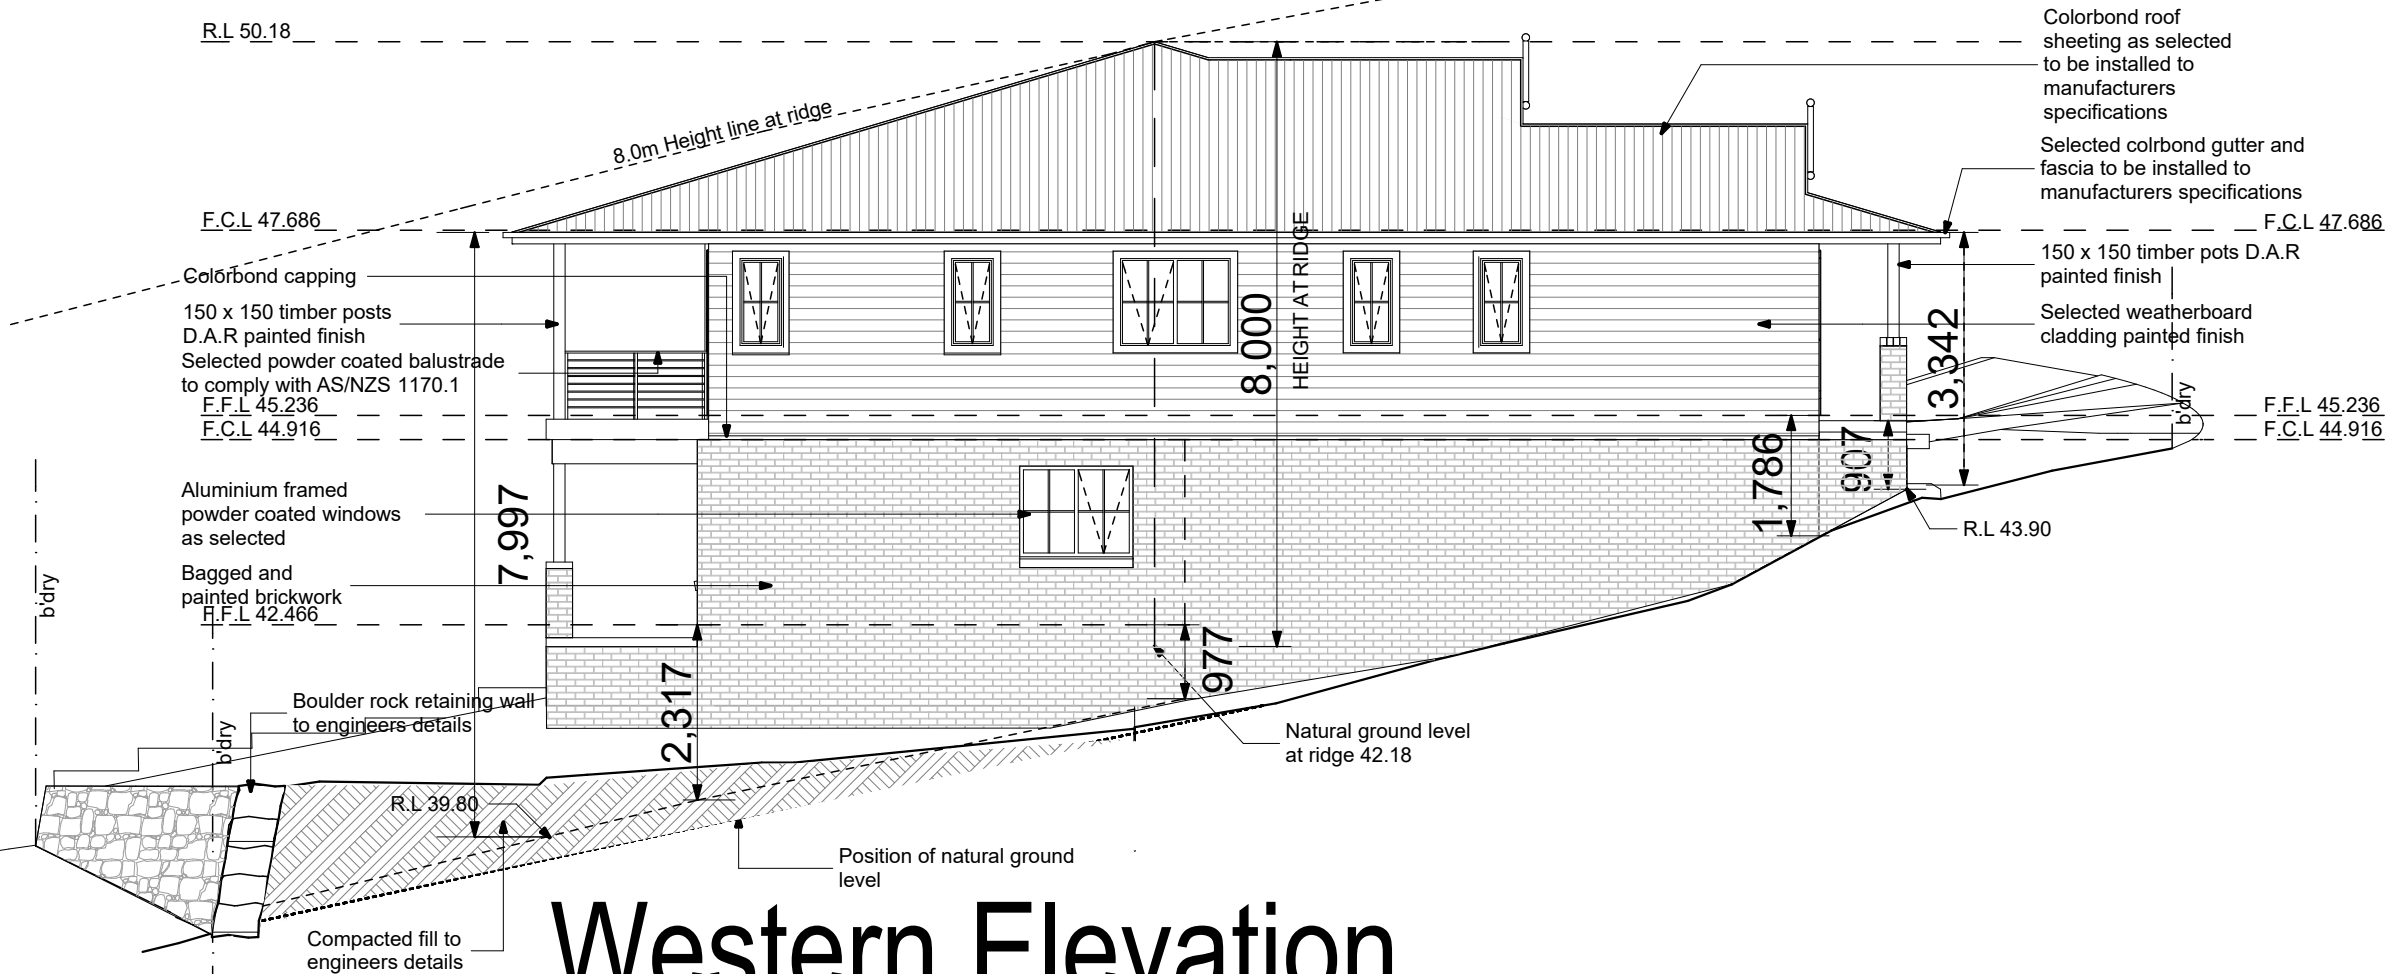 R.L 50.18
8.0m Height line at ridge
F.C.L 47.686
Colorbond capping
150 x 150 timber posts
D.A.R painted finish
Selected powder coated balustrade
to comply with AS/NZS 1170.1
F.F.L 45.236
F.C.L 44.916
Aluminium framed
powder coated windows
as selected
Bagged and
painted brickwork
F.F.L 42.466
b'dry
b'dry
Boulder rock retaining wall
to engineers details
R.L 39.80
Compacted fill to
engineers details
7,997
2,317
977
8,000
HEIGHT AT RIDGE
1,786
907
3,342
Colorbond roof
sheeting as selected
to be installed to
manufacturers
specifications
Selected colrbond gutter and
fascia to be installed to
manufacturers specifications
F.C.L 47.686
150 x 150 timber pots D.A.R
painted finish
Selected weatherboard
cladding painted finish
b'dry
F.F.L 45.236
F.C.L 44.916
R.L 43.90
Natural ground level
at ridge 42.18
Position of natural ground
level
Western Elevation